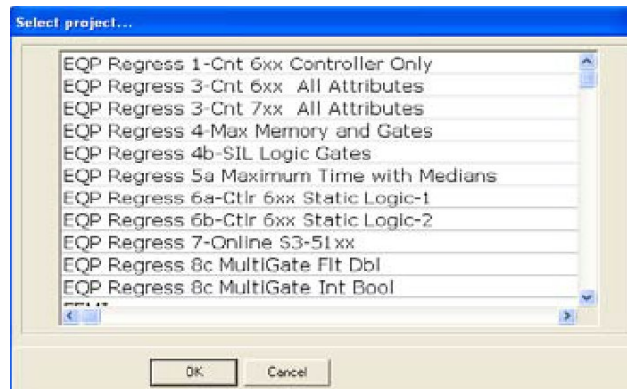 Select project...
EQP Regress 1-Cnt 6xx Controller Only
EQP Regress 3-Cnt 6xx  All Attributes
EQP Regress 3-Cnt 7xx  All Attributes
EQP Regress 4-Max Memory and Gates
EQP Regress 4b-SIL Logic Gates
EQP Regress 5a Maximum Time with Medians
EQP Regress 6a-Ctlr 6xx Static Logic-1
EQP Regress 6b-Ctlr 6xx Static Logic-2
EQP Regress 7-Online S3-51xx
EQP Regress 8c MultiGate Flt Dbl
EQP Regress 8c MultiGate Int Bool
OK
Cancel